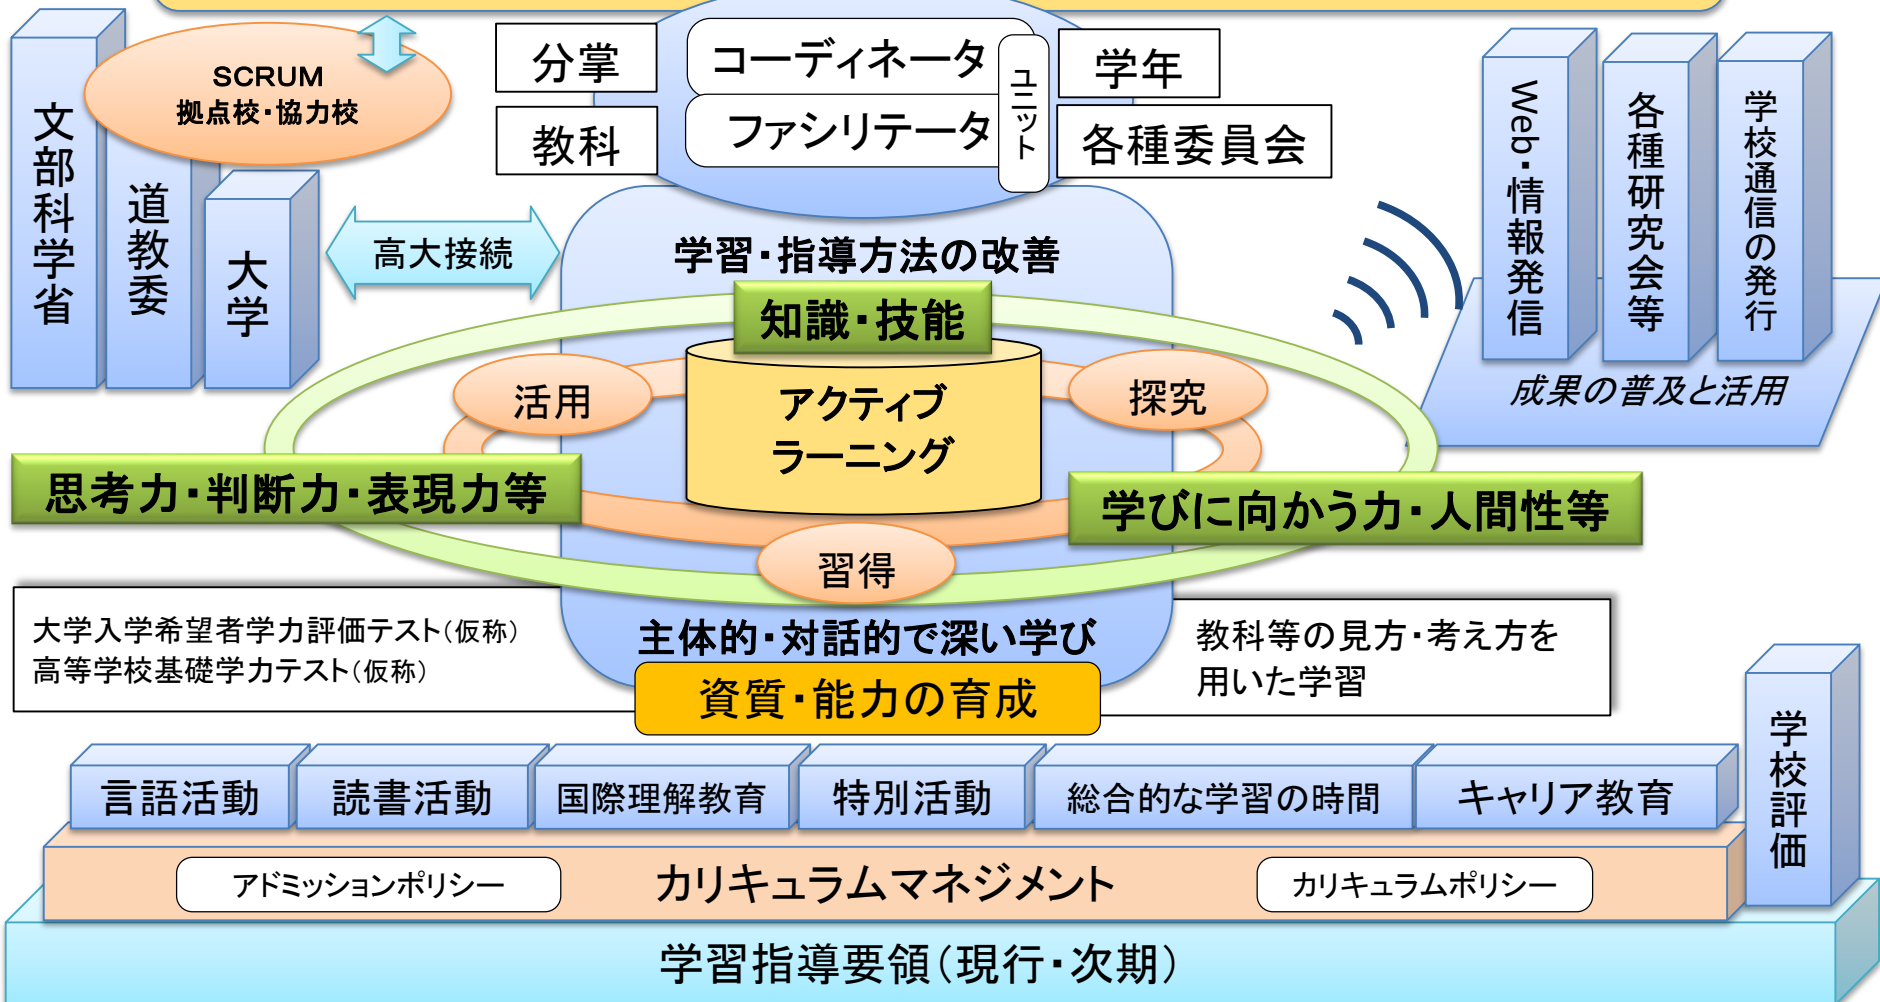 SCRUM
拠点校・協力校
文部科学省
道教委
大学
分掌
教科
コーディネータ
ファシリテータ
ユニット
学年
各種委員会
Web・情報発信
各種研究会等
学校通信の発行
成果の普及と活用
高大接続
学習・指導方法の改善
知識・技能
活用
アクティブ
ラーニング
探究
思考力・判断力・表現力等
学びに向かう力・人間性等
習得
大学入学希望者学力評価テスト（仮称）
高等学校基礎学力テスト（仮称）
主体的・対話的で深い学び
教科等の見方・考え方を
用いた学習
資質・能力の育成
学校評価
言語活動
読書活動
国際理解教育
特別活動
総合的な学習の時間
キャリア教育
アドミッションポリシー
カリキュラムマネジメント
カリキュラムポリシー
学習指導要領（現行・次期）